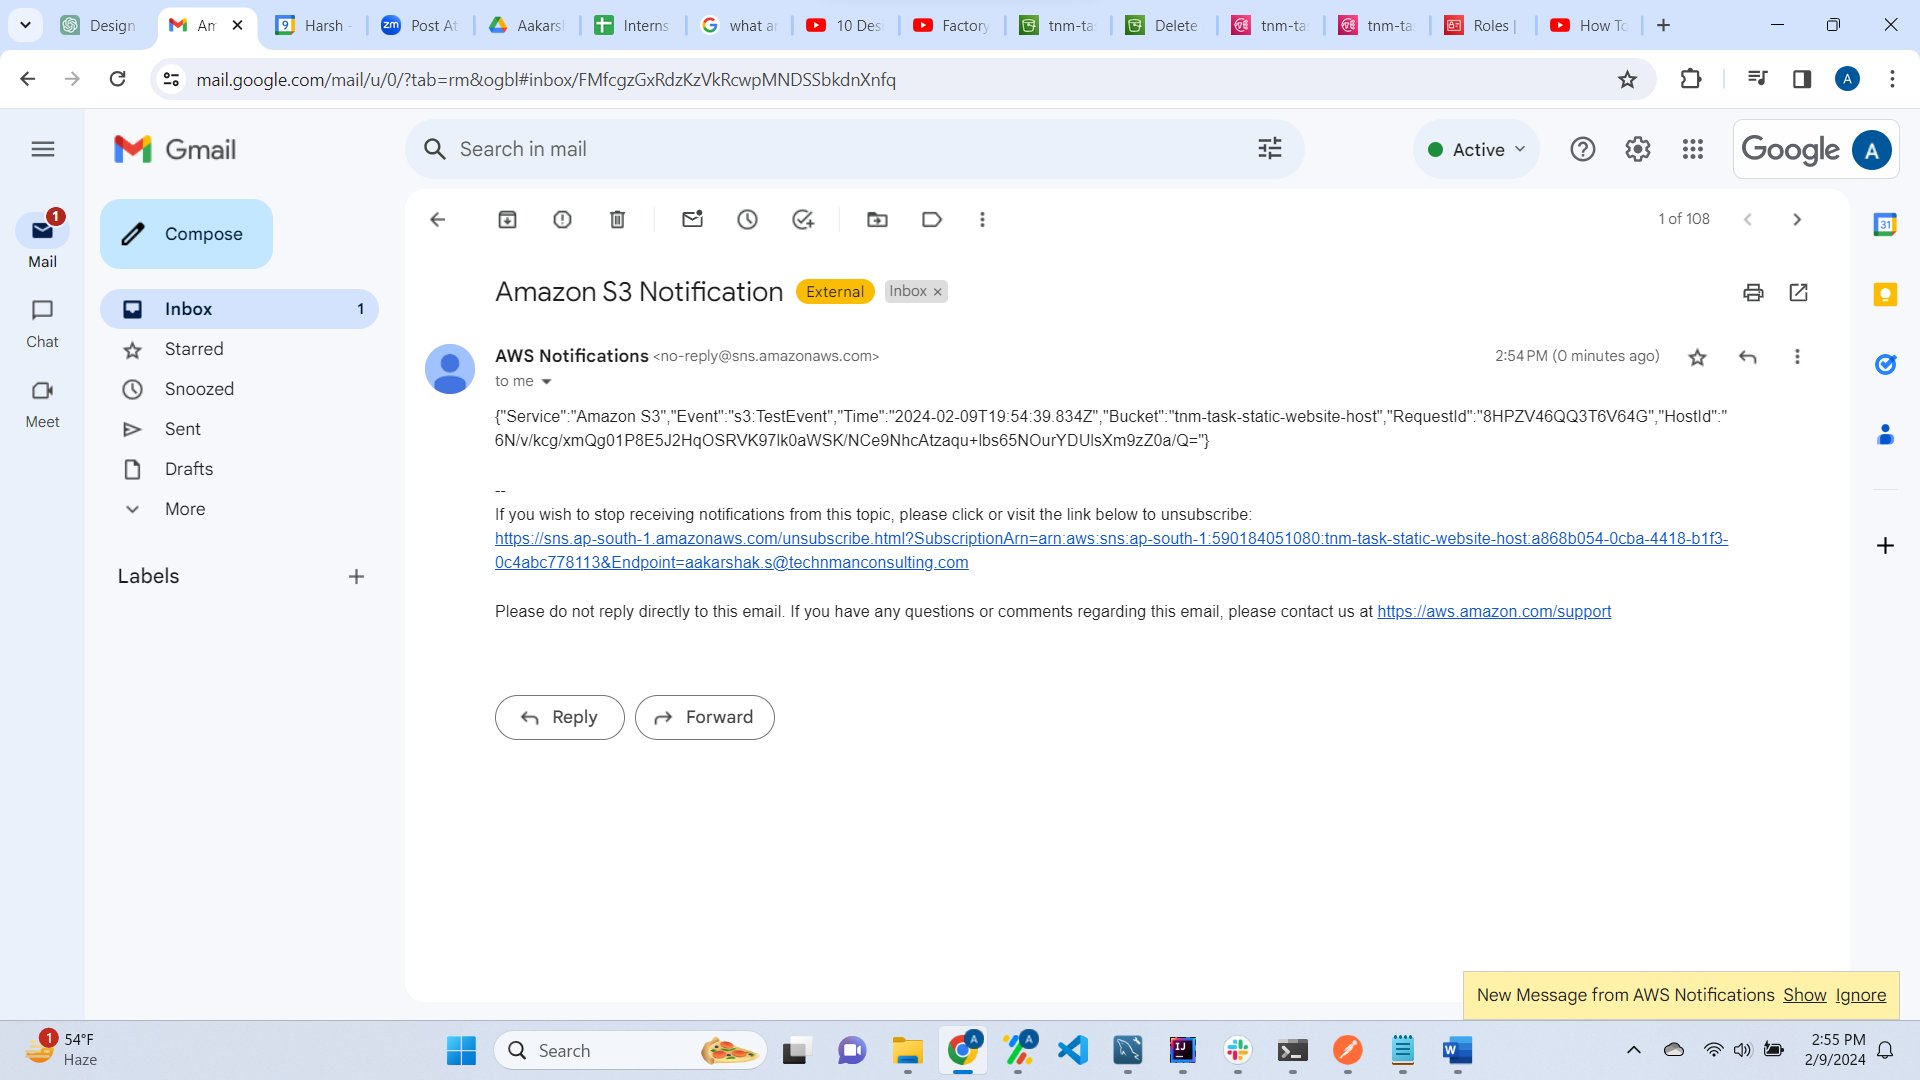 Design
Am
Harsh -
Post At
Aakarsh
Interns
what ar
10 Desi
Factory
tnm-tas
Delete
tnm-tas
tnm-tas
Roles |
How To
mail.google.com/mail/u/0/?tab=rm&ogbl#inbox/FMfcgzGxRdzKzVkRcwpMNDSSbkdnXnfq
A
Gmail
Search in mail
Active
Google
A
1
Mail
Compose
1 of 108
31
Amazon S3 Notification
External
Inbox ×
Inbox 1
Chat
Starred
AWS Notifications <no-reply@sns.amazonaws.com>
2:54 PM (0 minutes ago)
to me
Snoozed
Meet
Sent
Drafts
More
Labels
{"Service":"Amazon S3","Event":"s3:TestEvent","Time":"2024-02-09T19:54:39.834Z","Bucket":"tnm-task-static-website-host","RequestId":"8HPZV46QQ3T6V64G","HostId":"
6N/v/kcg/xmQg01P8E5J2HqOSRVK97lk0aWSK/NCe9NhcAtzaqu+lbs65NOurYDUlsXm9zZ0a/Q="}
--
If you wish to stop receiving notifications from this topic, please click or visit the link below to unsubscribe:
https://sns.ap-south-1.amazonaws.com/unsubscribe.html?SubscriptionArn=arn:aws:sns:ap-south-1:590184051080:tnm-task-static-website-host:a868b054-0cba-4418-b1f3-
0c4abc778113&Endpoint=aakarshak.s@technmanconsulting.com
Please do not reply directly to this email. If you have any questions or comments regarding this email, please contact us at https://aws.amazon.com/support
Reply
Forward
New Message from AWS Notifications Show Ignore
1
54°F
Haze
Search
A
A
IJ
W
2:55 PM
2/9/2024